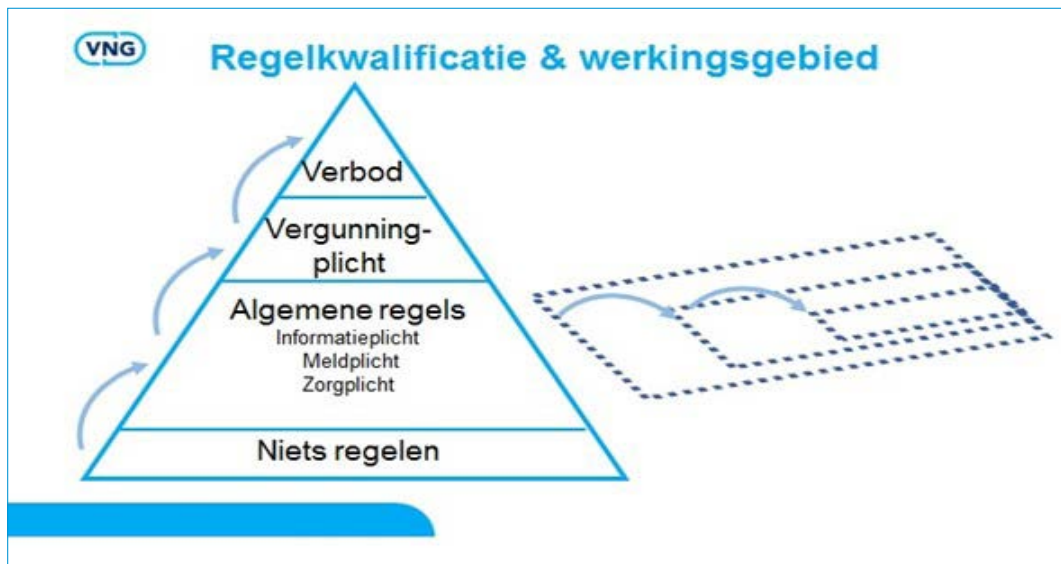 VNG
Regelkwalificatie & werkingsgebied
Verbod
Vergunning-
plicht
Algemene regels
Informatieplicht
Meldplicht
Zorgplicht
Niets regelen